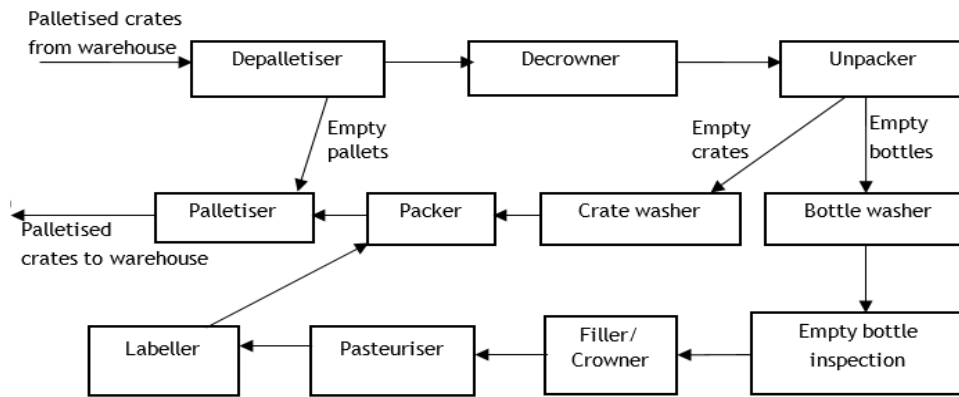 Palletised crates
from warehouse
Depalletiser
Decrowner
Unpacker
Empty
pallets
Empty
crates
Empty
bottles
Palletiser
Packer
Crate washer
Bottle washer
Palletised
crates to warehouse
Labeller
Pasteuriser
Filler/
Crowner
Empty bottle
inspection